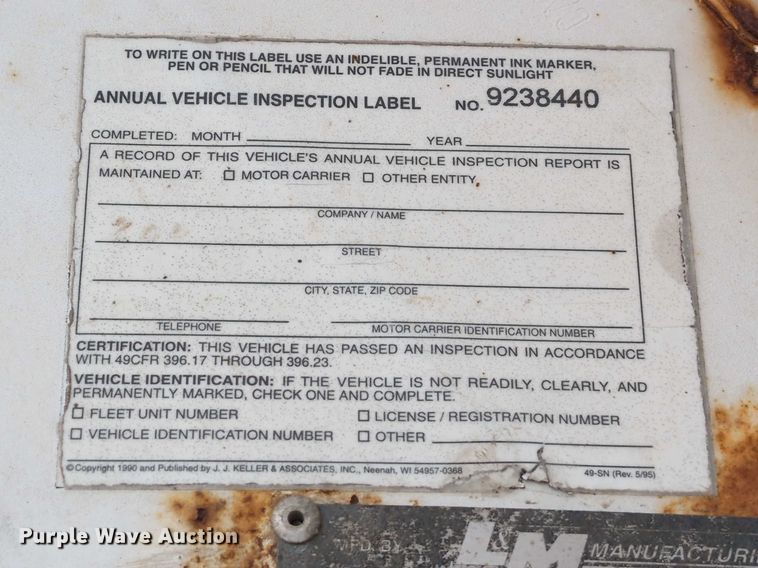 TO WRITE ON THIS LABEL USE AN INDELIBLE, PERMANENT INK MARKER,
PEN OR PENCIL THAT WILL NOT FADE IN DIRECT SUNLIGHT
ANNUAL VEHICLE INSPECTION LABEL NO. 9238440
COMPLETED: MONTH YEAR
A RECORD OF THIS VEHICLE'S ANNUAL VEHICLE INSPECTION REPORT IS
MAINTAINED AT: ☐ MOTOR CARRIER ☐ OTHER ENTITY
COMPANY / NAME
STREET
CITY, STATE, ZIP CODE
TELEPHONE MOTOR CARRIER IDENTIFICATION NUMBER
CERTIFICATION: THIS VEHICLE HAS PASSED AN INSPECTION IN ACCORDANCE
WITH 49CFR 396.17 THROUGH 396.23.
VEHICLE IDENTIFICATION: IF THE VEHICLE IS NOT READILY, CLEARLY, AND
PERMANENTLY MARKED, CHECK ONE AND COMPLETE.
☐ FLEET UNIT NUMBER ☐ LICENSE / REGISTRATION NUMBER
☐ VEHICLE IDENTIFICATION NUMBER ☐ OTHER
© Copyright 1990 and Published by J. J. KELLER & ASSOCIATES, INC., Neenah, WI 54957-0368 49-SN (Rev. 5/95)
MFD. BY L&M MANUFACTURI
Purple Wave Auction